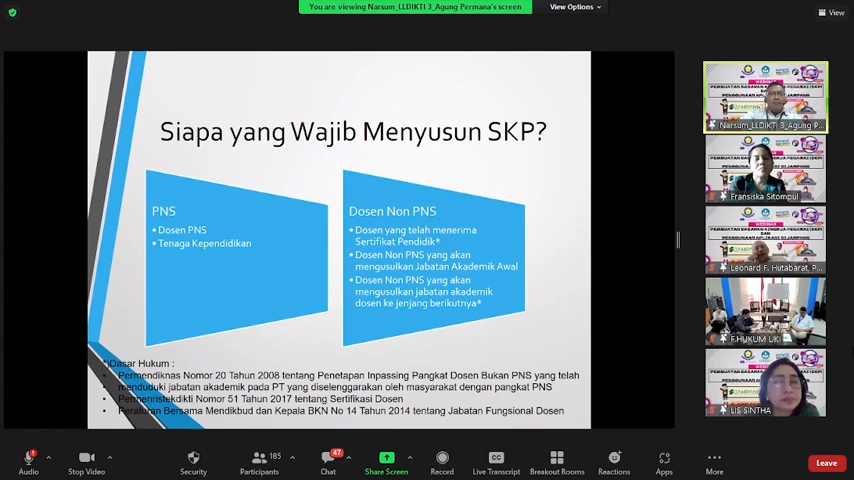 You are viewing Narsum_LLDIKTI 3_Agung Permana's screen
View Options
View
Siapa yang Wajib Menyusun SKP?
PNS
• Dosen PNS
• Tenaga Kependidikan
Dosen Non PNS
• Dosen yang telah menerima
Sertifikat Pendidik*
• Dosen Non PNS yang akan
mengusulkan Jabatan Akademik Awal
• Dosen Non PNS yang akan
mengusulkan jabatan akademik
dosen ke jenjang berikutnya*
*)Dasar Hukum :
• Permendiknas Nomor 20 Tahun 2008 tentang Penetapan Inpassing Pangkat Dosen Bukan PNS yang telah
menduduki jabatan akademik pada PT yang diselenggarakan oleh masyarakat dengan pangkat PNS
• Permenristekdikti Nomor 51 Tahun 2017 tentang Sertifikasi Dosen
• Peraturan Bersama Mendikbud dan Kepala BKN No 14 Tahun 2014 tentang Jabatan Fungsional Dosen
Narsum_LLDIKTI 3_Agung P...
Fransiska Sitompul
Leonard F. Hutabarat, P...
F.HUKUM UKI
LIS SINTHA
Audio
Stop Video
Security
185
Participants
47
Chat
Share Screen
Record
CC
Live Transcript
Breakout Rooms
Reactions
Apps
More
Leave